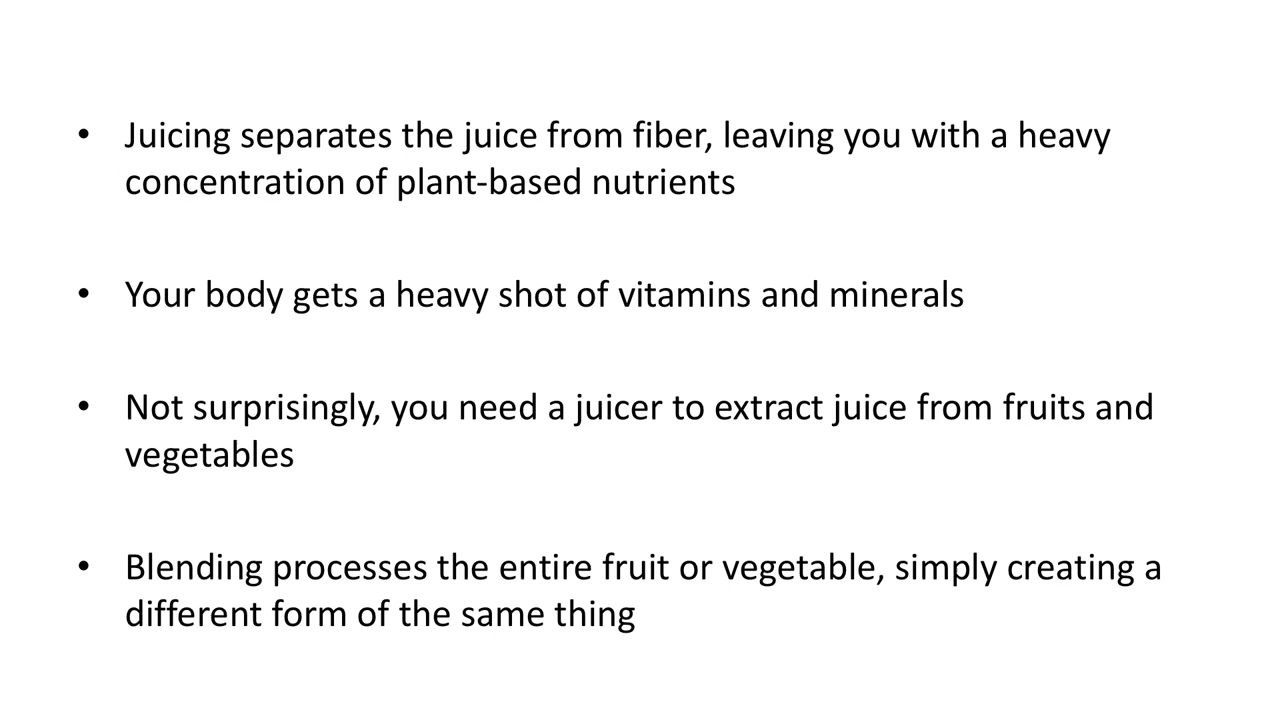 • Juicing separates the juice from fiber, leaving you with a heavy
concentration of plant-based nutrients
• Your body gets a heavy shot of vitamins and minerals
• Not surprisingly, you need a juicer to extract juice from fruits and
vegetables
• Blending processes the entire fruit or vegetable, simply creating a
different form of the same thing